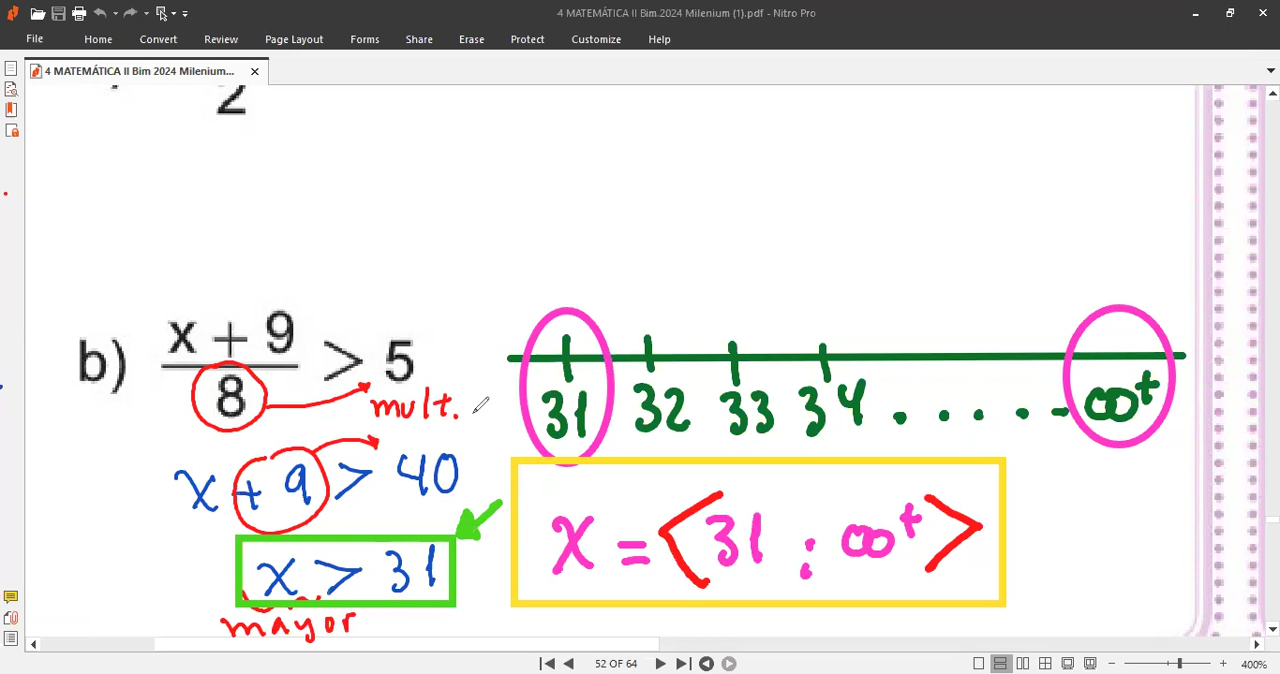 4 MATEMÁTICA II Bim.2024 Milenium (1).pdf - Nitro Pro
File Home Convert Review Page Layout Forms Share Erase Protect Customize Help
4 MATEMÁTICA II Bim 2024 Milenium...
2
b) x + 9
8
> 5
mult.
31 32 33 34 . . . . . ∞⁺
x + 9 > 40
x > 31
mayor
x = <31 ; ∞⁺>
52 OF 64
400%